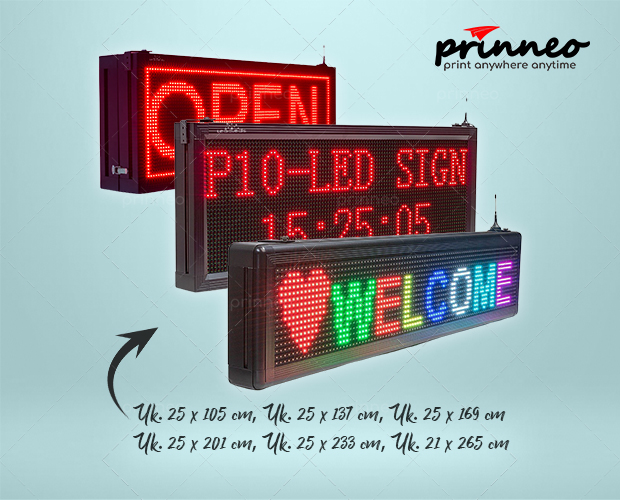 prinneo
print anywhere anytime
OPEN
P10-LED SIGN
15:25:05
WELCOME
Uk. 25 x 105 cm, Uk. 25 x 137 cm, Uk. 25 x 169 cm
Uk. 25 x 201 cm, Uk. 25 x 233 cm, Uk. 21 x 265 cm